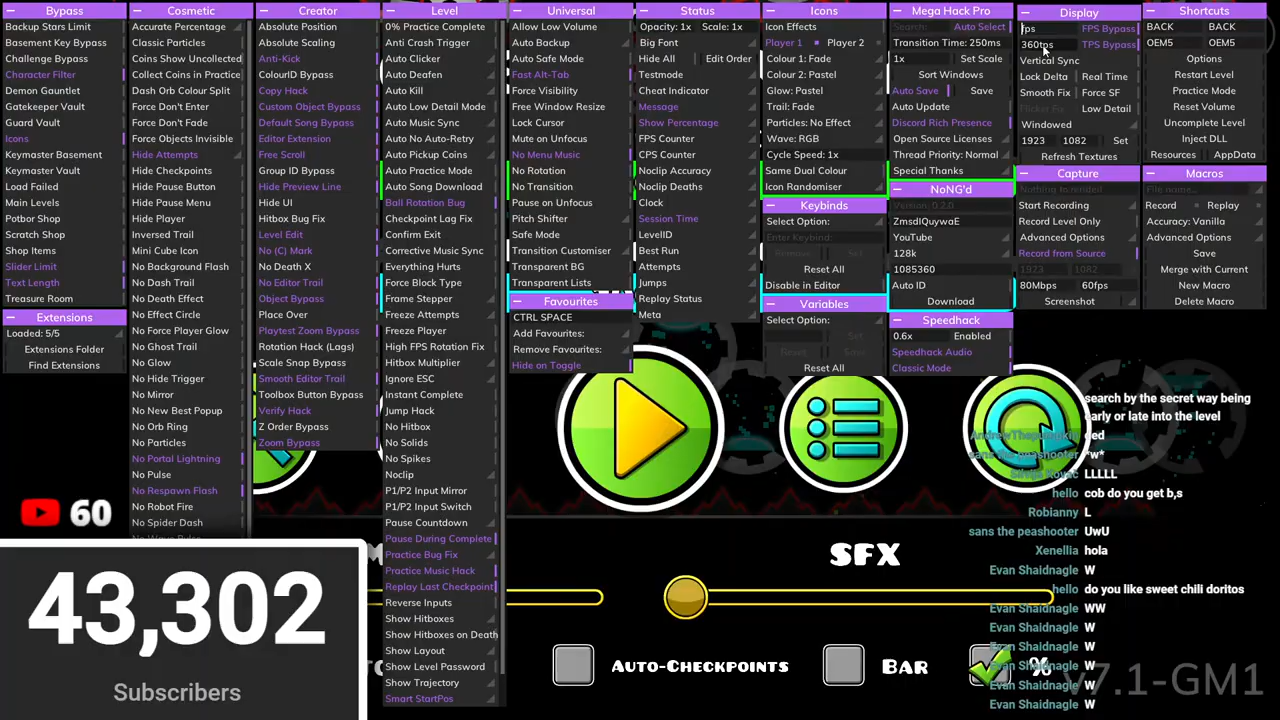 Bypass
Backup Stars Limit
Basement Key Bypass
Challenge Bypass
Character Filter
Demon Gauntlet
Gatekeeper Vault
Guard Vault
Icons
Keymaster Basement
Keymaster Vault
Load Failed
Main Levels
Potbor Shop
Scratch Shop
Shop Items
Slider Limit
Text Length
Treasure Room
Extensions
Loaded: 5/5
Extensions Folder
Find Extensions
Cosmetic
Accurate Percentage
Classic Particles
Coins Show Uncollected
Collect Coins in Practice
Dash Orb Colour Split
Force Don't Enter
Force Don't Fade
Force Objects Invisible
Hide Attempts
Hide Checkpoints
Hide Pause Button
Hide Pause Menu
Hide Player
Inversed Trail
Mini Cube Icon
No Background Flash
No Dash Trail
No Death Effect
No Effect Circle
No Force Player Glow
No Ghost Trail
No Glow
No Hide Trigger
No Mirror
No New Best Popup
No Orb Ring
No Particles
No Portal Lightning
No Pulse
No Respawn Flash
No Robot Fire
No Spider Dash
No Wave Pulse
Creator
Absolute Position
Absolute Scaling
Anti-Kick
ColourID Bypass
Copy Hack
Custom Object Bypass
Default Song Bypass
Editor Extension
Free Scroll
Group ID Bypass
Hide Preview Line
Hide UI
Hitbox Bug Fix
Level Edit
No (C) Mark
No Death X
No Editor Trail
Object Bypass
Place Over
Playtest Zoom Bypass
Rotation Hack (Lags)
Scale Snap Bypass
Smooth Editor Trail
Toolbox Button Bypass
Verify Hack
Z Order Bypass
Zoom Bypass
Level
0% Practice Complete
Anti Crash Trigger
Auto Clicker
Auto Deafen
Auto Kill
Auto Low Detail Mode
Auto Music Sync
Auto No Auto-Retry
Auto Pickup Coins
Auto Practice Mode
Auto Song Download
Ball Rotation Bug
Checkpoint Lag Fix
Confirm Exit
Corrective Music Sync
Everything Hurts
Force Block Type
Frame Stepper
Freeze Attempts
Freeze Player
High FPS Rotation Fix
Hitbox Multiplier
Ignore ESC
Instant Complete
Jump Hack
No Hitbox
No Solids
No Spikes
Noclip
P1/P2 Input Mirror
P1/P2 Input Switch
Pause Countdown
Pause During Complete
Practice Bug Fix
Practice Music Hack
Replay Last Checkpoint
Reverse Inputs
Show Hitboxes
Show Hitboxes on Death
Show Layout
Show Level Password
Show Trajectory
Smart StartPos
Universal
Allow Low Volume
Auto Backup
Auto Safe Mode
Fast Alt-Tab
Force Visibility
Free Window Resize
Lock Cursor
Mute on Unfocus
No Menu Music
No Rotation
No Transition
Pause on Unfocus
Pitch Shifter
Safe Mode
Transition Customiser
Transparent BG
Transparent Lists
Favourites
CTRL SPACE
Add Favourites:
Remove Favourites:
Hide on Toggle
Status
Opacity: 1x Scale: 1x
Big Font
Hide All Edit Order
Testmode
Cheat Indicator
Message
Show Percentage
FPS Counter
CPS Counter
Noclip Accuracy
Noclip Deaths
Clock
Session Time
LevelID
Best Run
Attempts
Jumps
Replay Status
Meta
Icons
Icon Effects
Player 1 Player 2
Colour 1: Fade
Colour 2: Pastel
Glow: Pastel
Trail: Fade
Particles: No Effect
Wave: RGB
Cycle Speed: 1x
Same Dual Colour
Icon Randomiser
Keybinds
Select Option:
Enter Keybind:
Remove Set
Reset All
Disable in Editor
Variables
Select Option:
Reset Save
Reset All
Mega Hack Pro
Search: Auto Select
Transition Time: 250ms
1x Set Scale
Sort Windows
Auto Save Save
Auto Update
Discord Rich Presence
Open Source Licenses
Thread Priority: Normal
Special Thanks
NoNG'd
Version: 0.2.0
ZmsdIQuywaE
YouTube
128k
1085360
Auto ID
Download
Speedhack
0.6x Enabled
Speedhack Audio
Classic Mode
Display
fps FPS Bypass
360tps TPS Bypass
Vertical Sync
Lock Delta Real Time
Smooth Fix Force SF
Flicker Fix Low Detail
Windowed
1923 1082 Set
Refresh Textures
Capture
Nothing to render
Start Recording
Record Level Only
Advanced Options
Record from Source
1923 1082
80Mbps 60fps
Screenshot
Shortcuts
BACK BACK
OEM5 OEM5
Options
Restart Level
Practice Mode
Reset Volume
Uncomplete Level
Inject DLL
Resources AppData
Macros
File name...
Record Replay
Accuracy: Vanilla
Advanced Options
Save
Merge with Current
New Macro
Delete Macro
60
43,302
Subscribers
SFX
Auto-Checkpoints
Bar
%
search by the secret way being
early or late into the level
AndrewThepumpkin ded
sans the peashooter *w*
LLLLL
hello cob do you get b,s
Robianny L
sans the peashooter UwU
Xenellia hola
Evan Shaidnagle W
hello do you like sweet chili doritos
Evan Shaidnagle WW
Evan Shaidnagle W
Evan Shaidnagle W
Evan Shaidnagle W
Evan Shaidnagle W
Evan Shaidnagle W
v7.1-GM1